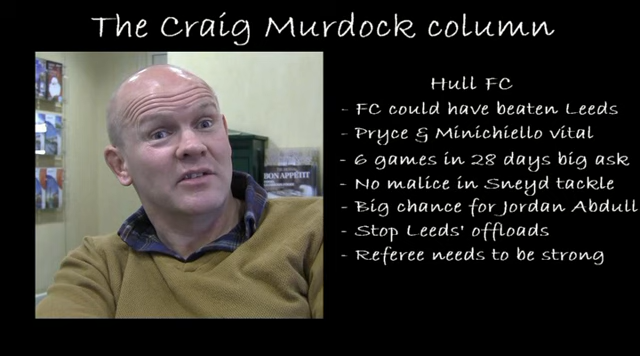 The Craig Murdock column
Hull FC
- FC could have beaten Leeds
- Pryce & Minichiello vital
- 6 games in 28 days big ask
- No malice in Sneyd tackle
- Big chance for Jordan Abdull
- Stop Leeds' offloads
- Referee needs to be strong
BON APPETIT